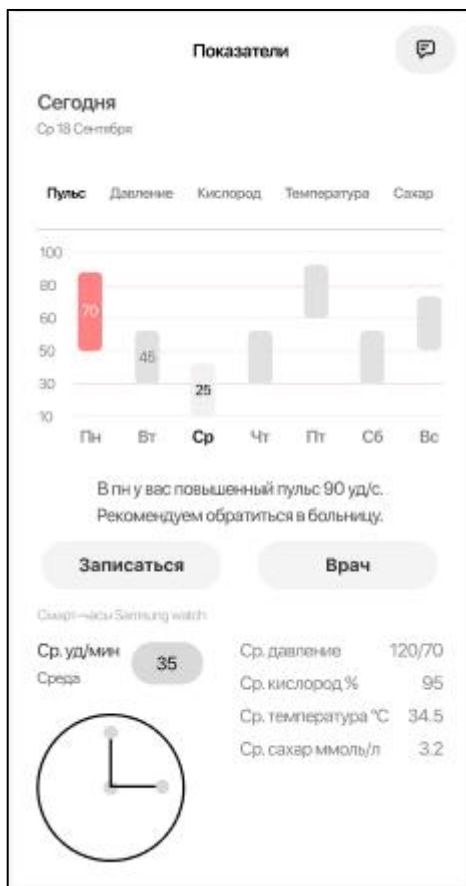 Показатели
Сегодня
Ср 18 Сентября
Пульс Давление Кислород Температура Сахар
100
80
60
50
30
10
70
45
25
Пн Вт Ср Чт Пт Сб Вс
В пн у вас повышенный пульс 90 уд/с.
Рекомендуем обратиться в больницу.
Записаться Врач
Смарт-часы Samsung watch
Ср. уд/мин 35
Среда
Ср. давление 120/70
Ср. кислород % 95
Ср. температура °С 34.5
Ср. сахар ммоль/л 3.2